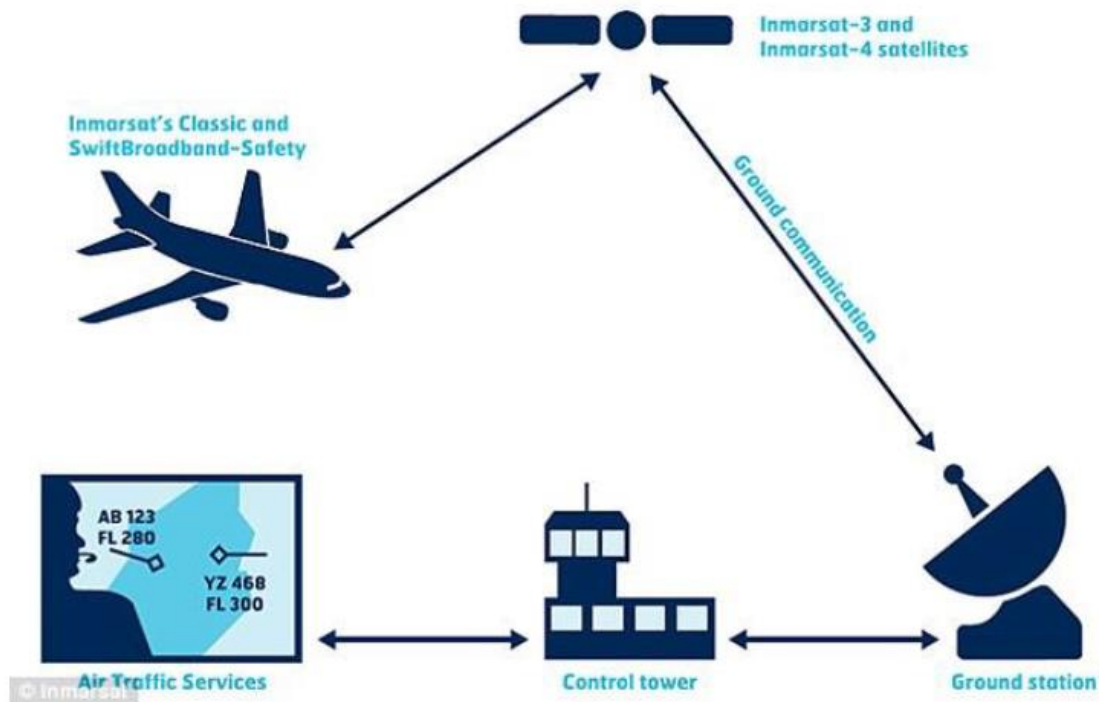 Inmarsat-3 and
Inmarsat-4 satellites
Inmarsat's Classic and
SwiftBroadband-Safety
Ground communication
AB 123
FL 280
YZ 468
FL 300
Air Traffic Services
Control tower
Ground station
© Inmarsat